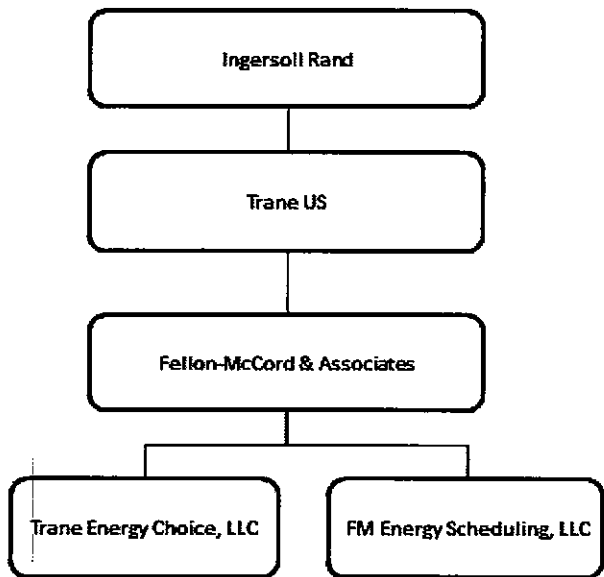 Ingersoll Rand
Trane US
Fellon-McCord & Associates
Trane Energy Choice, LLC
FM Energy Scheduling, LLC